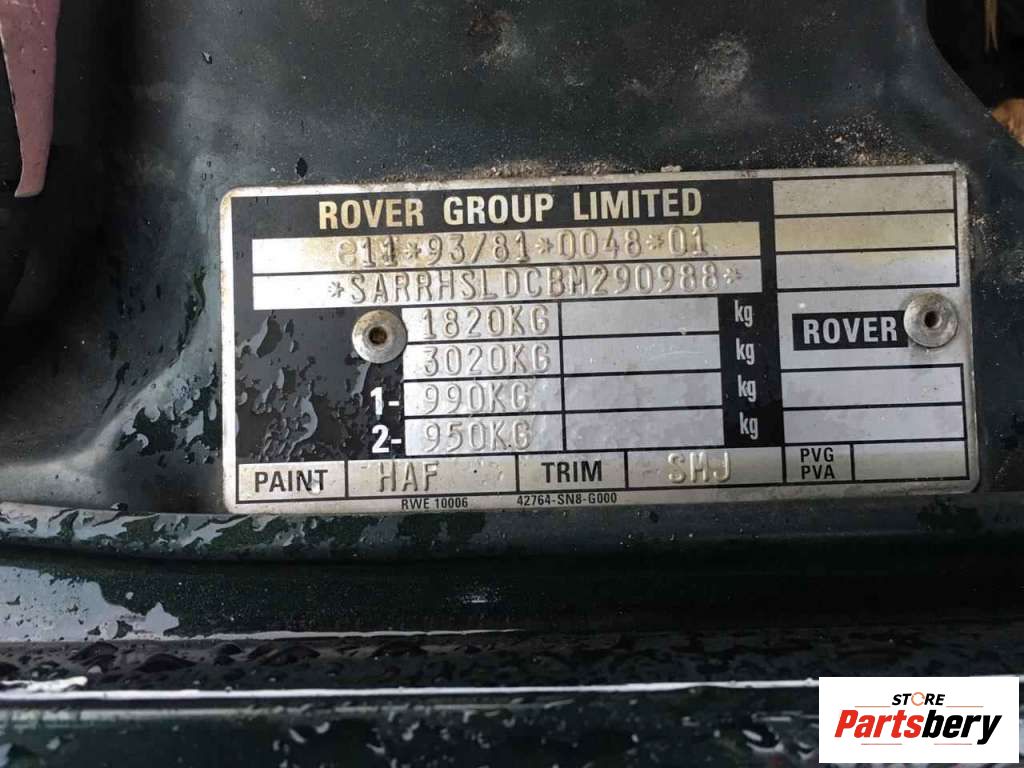 ROVER GROUP LIMITED
e11*93/81*0048*01
*SARRHSLDCBM290988*
1820KG kg
3020KG kg
ROVER
1- 990KG kg
2- 950KG kg
PAINT HAF TRIM SMJ PVG
PVA
RWE 10006 42764-SN8-G000
STORE
Partsbery